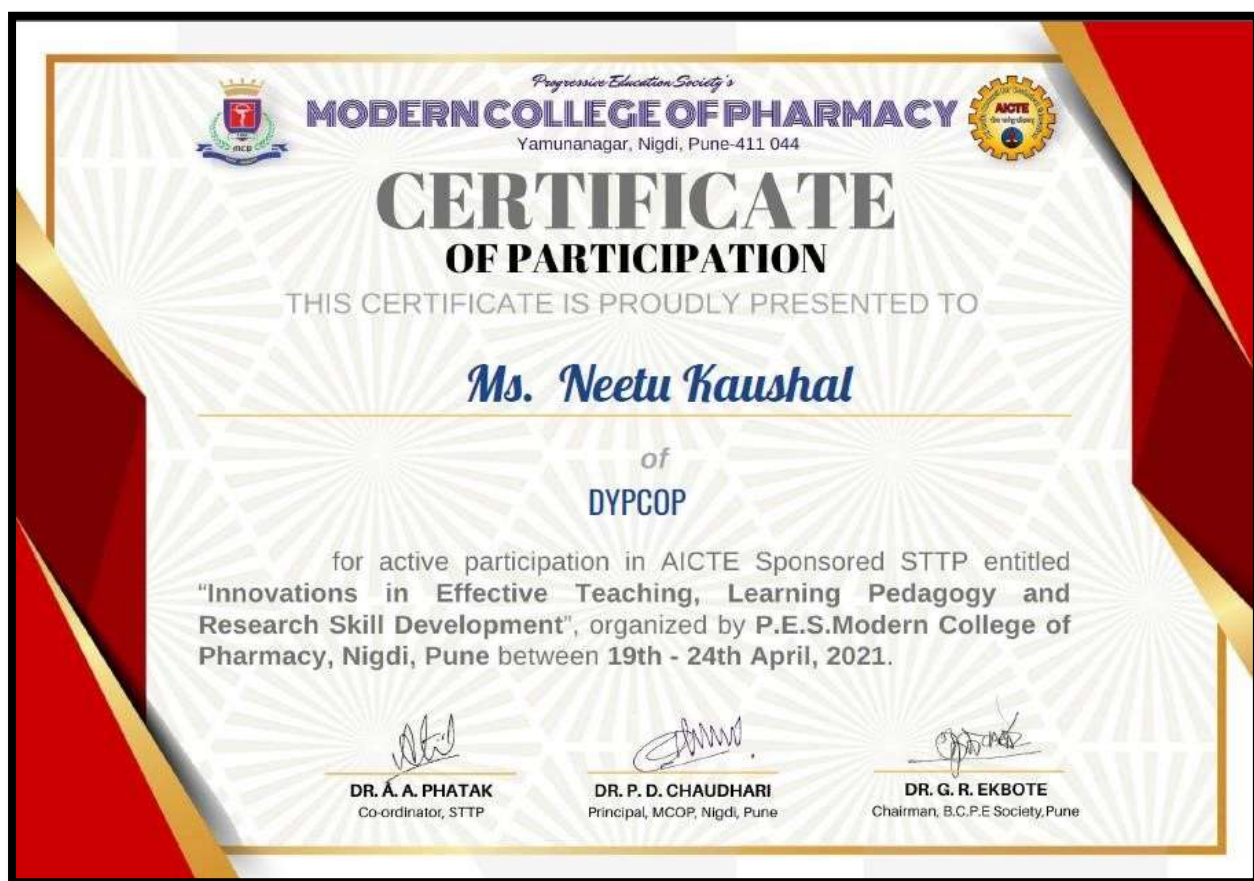 Progressive Education Society's
MODERN COLLEGE OF PHARMACY
Yamunanagar, Nigdi, Pune-411 044
MCP
AICTE
CERTIFICATE
OF PARTICIPATION
THIS CERTIFICATE IS PROUDLY PRESENTED TO
Ms. Neetu Kaushal
of
DYPCOP
for active participation in AICTE Sponsored STTP entitled
“Innovations in Effective Teaching, Learning Pedagogy and
Research Skill Development”, organized by P.E.S.Modern College of
Pharmacy, Nigdi, Pune between 19th - 24th April, 2021.
DR. A. A. PHATAK
Co-ordinator, STTP
DR. P. D. CHAUDHARI
Principal, MCOP, Nigdi, Pune
DR. G. R. EKBOTE
Chairman, B.C.P.E Society,Pune